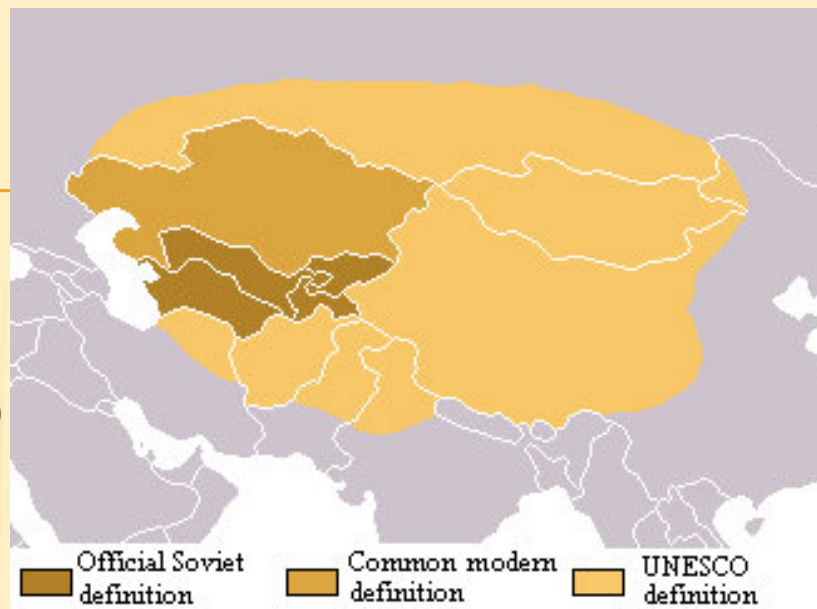 Official Soviet
definition
Common modern
definition
UNESCO
definition